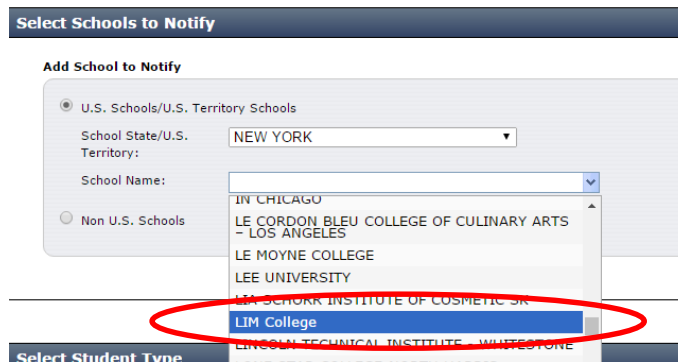 Select Schools to Notify
Add School to Notify
U.S. Schools/U.S. Territory Schools
School State/U.S.
Territory:
NEW YORK
School Name:
IN CHICAGO
Non U.S. Schools
LE CORDON BLEU COLLEGE OF CULINARY ARTS
– LOS ANGELES
LE MOYNE COLLEGE
LEE UNIVERSITY
LIA SCHORR INSTITUTE OF COSMETIC SK
LIM College
LINCOLN TECHNICAL INSTITUTE – WHITESTONE
Select Student Type